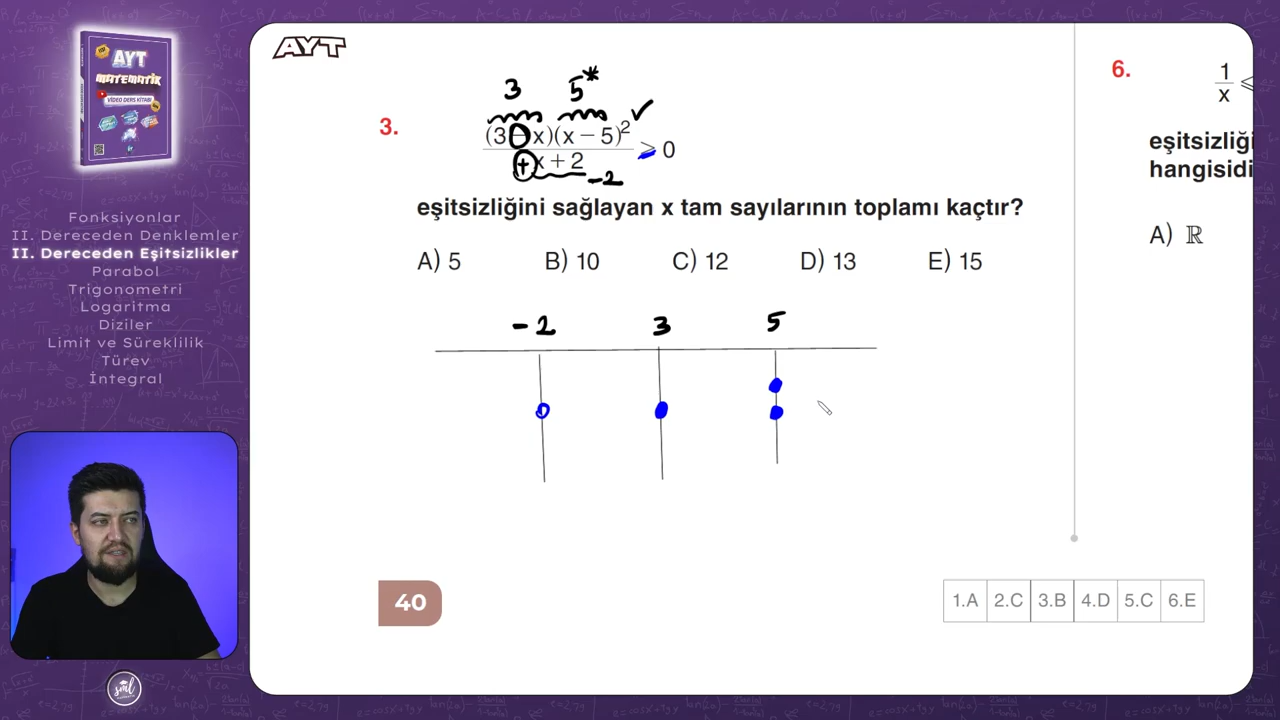 AYT
MATEMATİK
VİDEO DERS KİTABI
Fonksiyonlar
II. Dereceden Denklemler
II. Dereceden Eşitsizlikler
Parabol
Trigonometri
Logaritma
Diziler
Limit ve Süreklilik
Türev
İntegral
sml
AYT
3 5*
3. (3 − x)(x − 5)² ✓
x + 2 ≥ 0
+ −2
eşitsizliğini sağlayan x tam sayılarının toplamı kaçtır?
A) 5 B) 10 C) 12 D) 13 E) 15
-2 3 5
40
6. 1
x <
eşitsizliği
hangisidi
A) ℝ
1.A 2.C 3.B 4.D 5.C 6.E